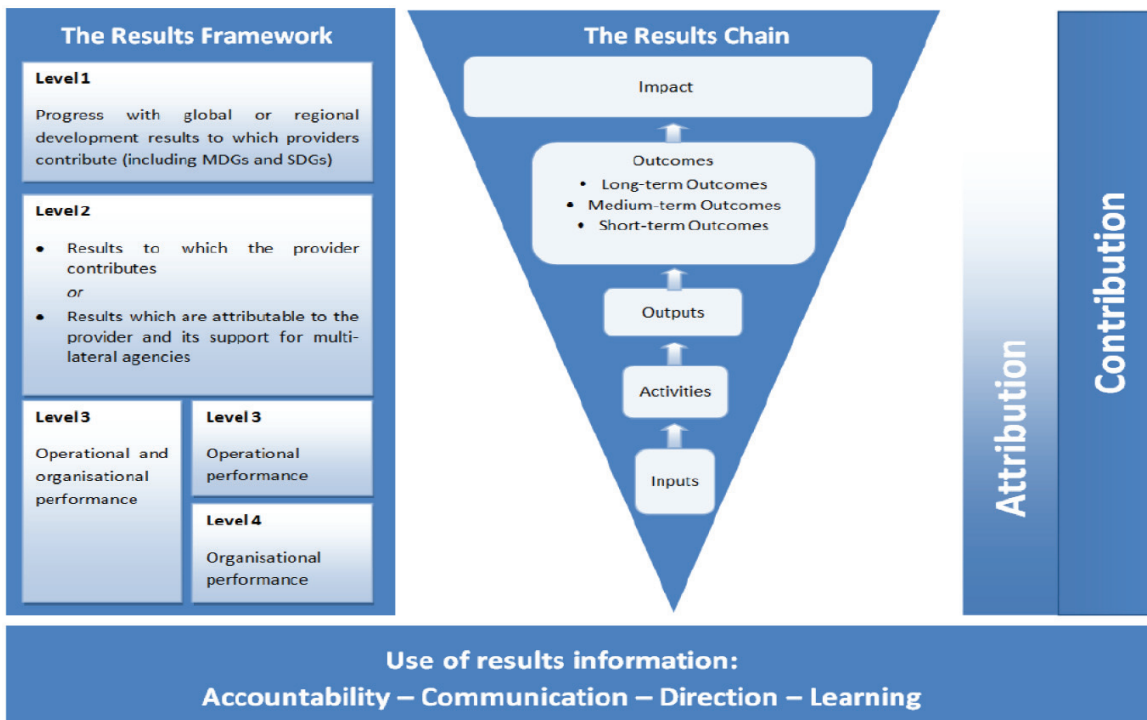 The Results Framework
Level 1
Progress with global or regional
development results to which providers
contribute (including MDGs and SDGs)
Level 2
• Results to which the provider
contributes
or
• Results which are attributable to the
provider and its support for multi-
lateral agencies
Level 3
Operational and
organisational
performance
Level 3
Operational
performance
Level 4
Organisational
performance
The Results Chain
Impact
Outcomes
• Long-term Outcomes
• Medium-term Outcomes
• Short-term Outcomes
Outputs
Activities
Inputs
Attribution
Contribution
Use of results information:
Accountability – Communication – Direction – Learning